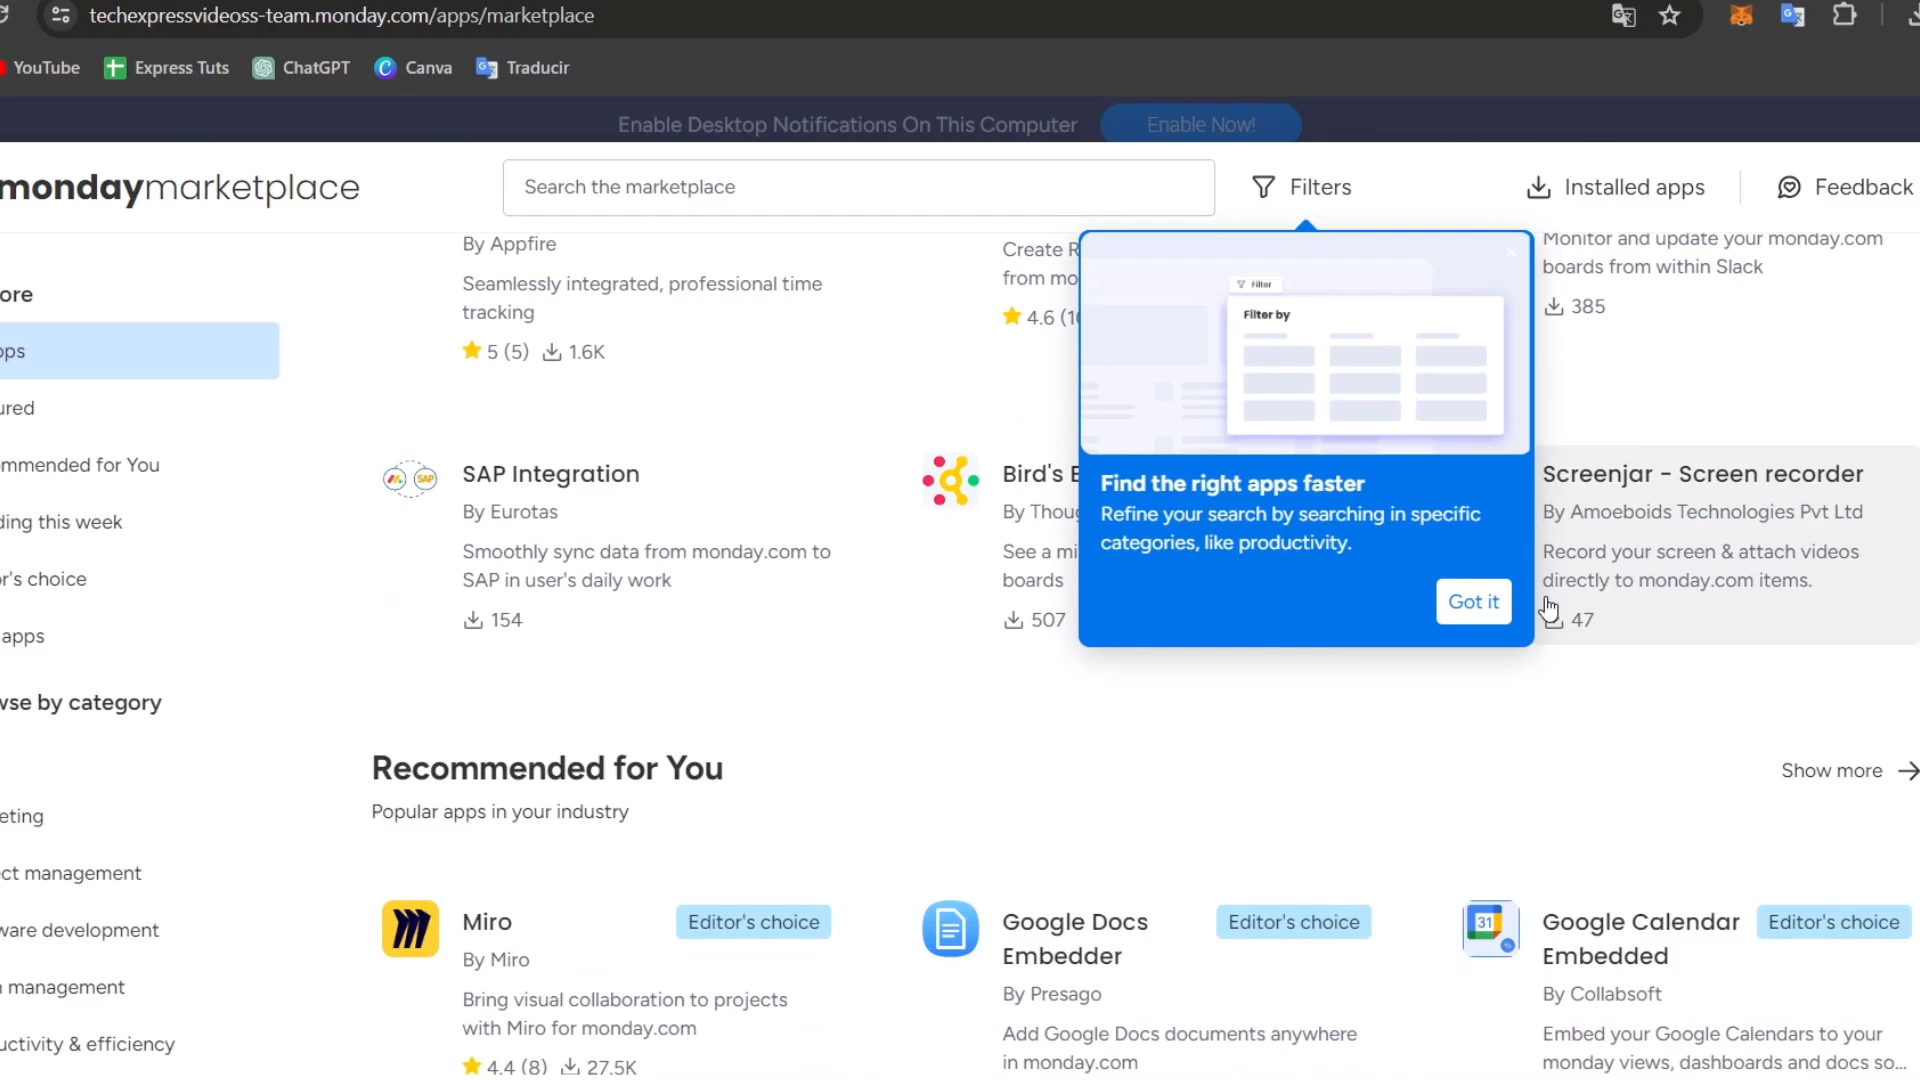 techexpressvideoss-team.monday.com/apps/marketplace
YouTube
Express Tuts
ChatGPT
Canva
Traducir
Enable Desktop Notifications On This Computer
Enable Now!
mondaymarketplace
Search the marketplace
Filters
Installed apps
Feedback
ore
ops
ured
mmended for You
ding this week
r's choice
apps
wse by category
eting
ct management
ware development
management
uctivity & efficiency
By Appfire
Seamlessly integrated, professional time
tracking
5 (5) 1.6K
Create R
from mo
4.6 (1
Monitor and update your monday.com
boards from within Slack
385
Filter
Filter by
Find the right apps faster
Refine your search by searching in specific
categories, like productivity.
Got it
SAP
SAP Integration
By Eurotas
Smoothly sync data from monday.com to
SAP in user's daily work
154
Bird's E
By Thoug
See a mi
boards
507
Screenjar - Screen recorder
By Amoeboids Technologies Pvt Ltd
Record your screen & attach videos
directly to monday.com items.
47
Recommended for You
Show more
Popular apps in your industry
Miro
Editor's choice
By Miro
Bring visual collaboration to projects
with Miro for monday.com
4.4 (8) 27.5K
Google Docs
Embedder
Editor's choice
By Presago
Add Google Docs documents anywhere
in monday.com
31
Google Calendar
Embedded
Editor's choice
By Collabsoft
Embed your Google Calendars to your
monday views, dashboards and docs so...